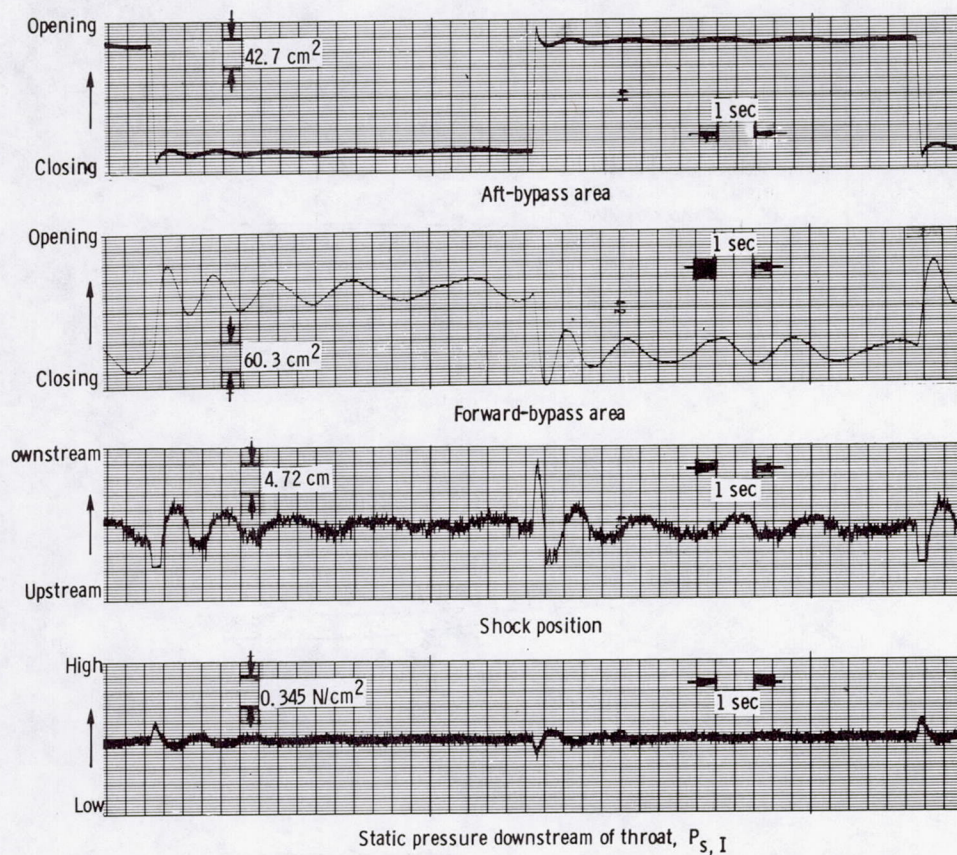 Opening
42.7 cm²
1 sec
Closing
Aft-bypass area
Opening
1 sec
60.3 cm²
Closing
Forward-bypass area
ownstream
4.72 cm
1 sec
Upstream
Shock position
High
0.345 N/cm²
1 sec
Low
Static pressure downstream of throat, P_S, I